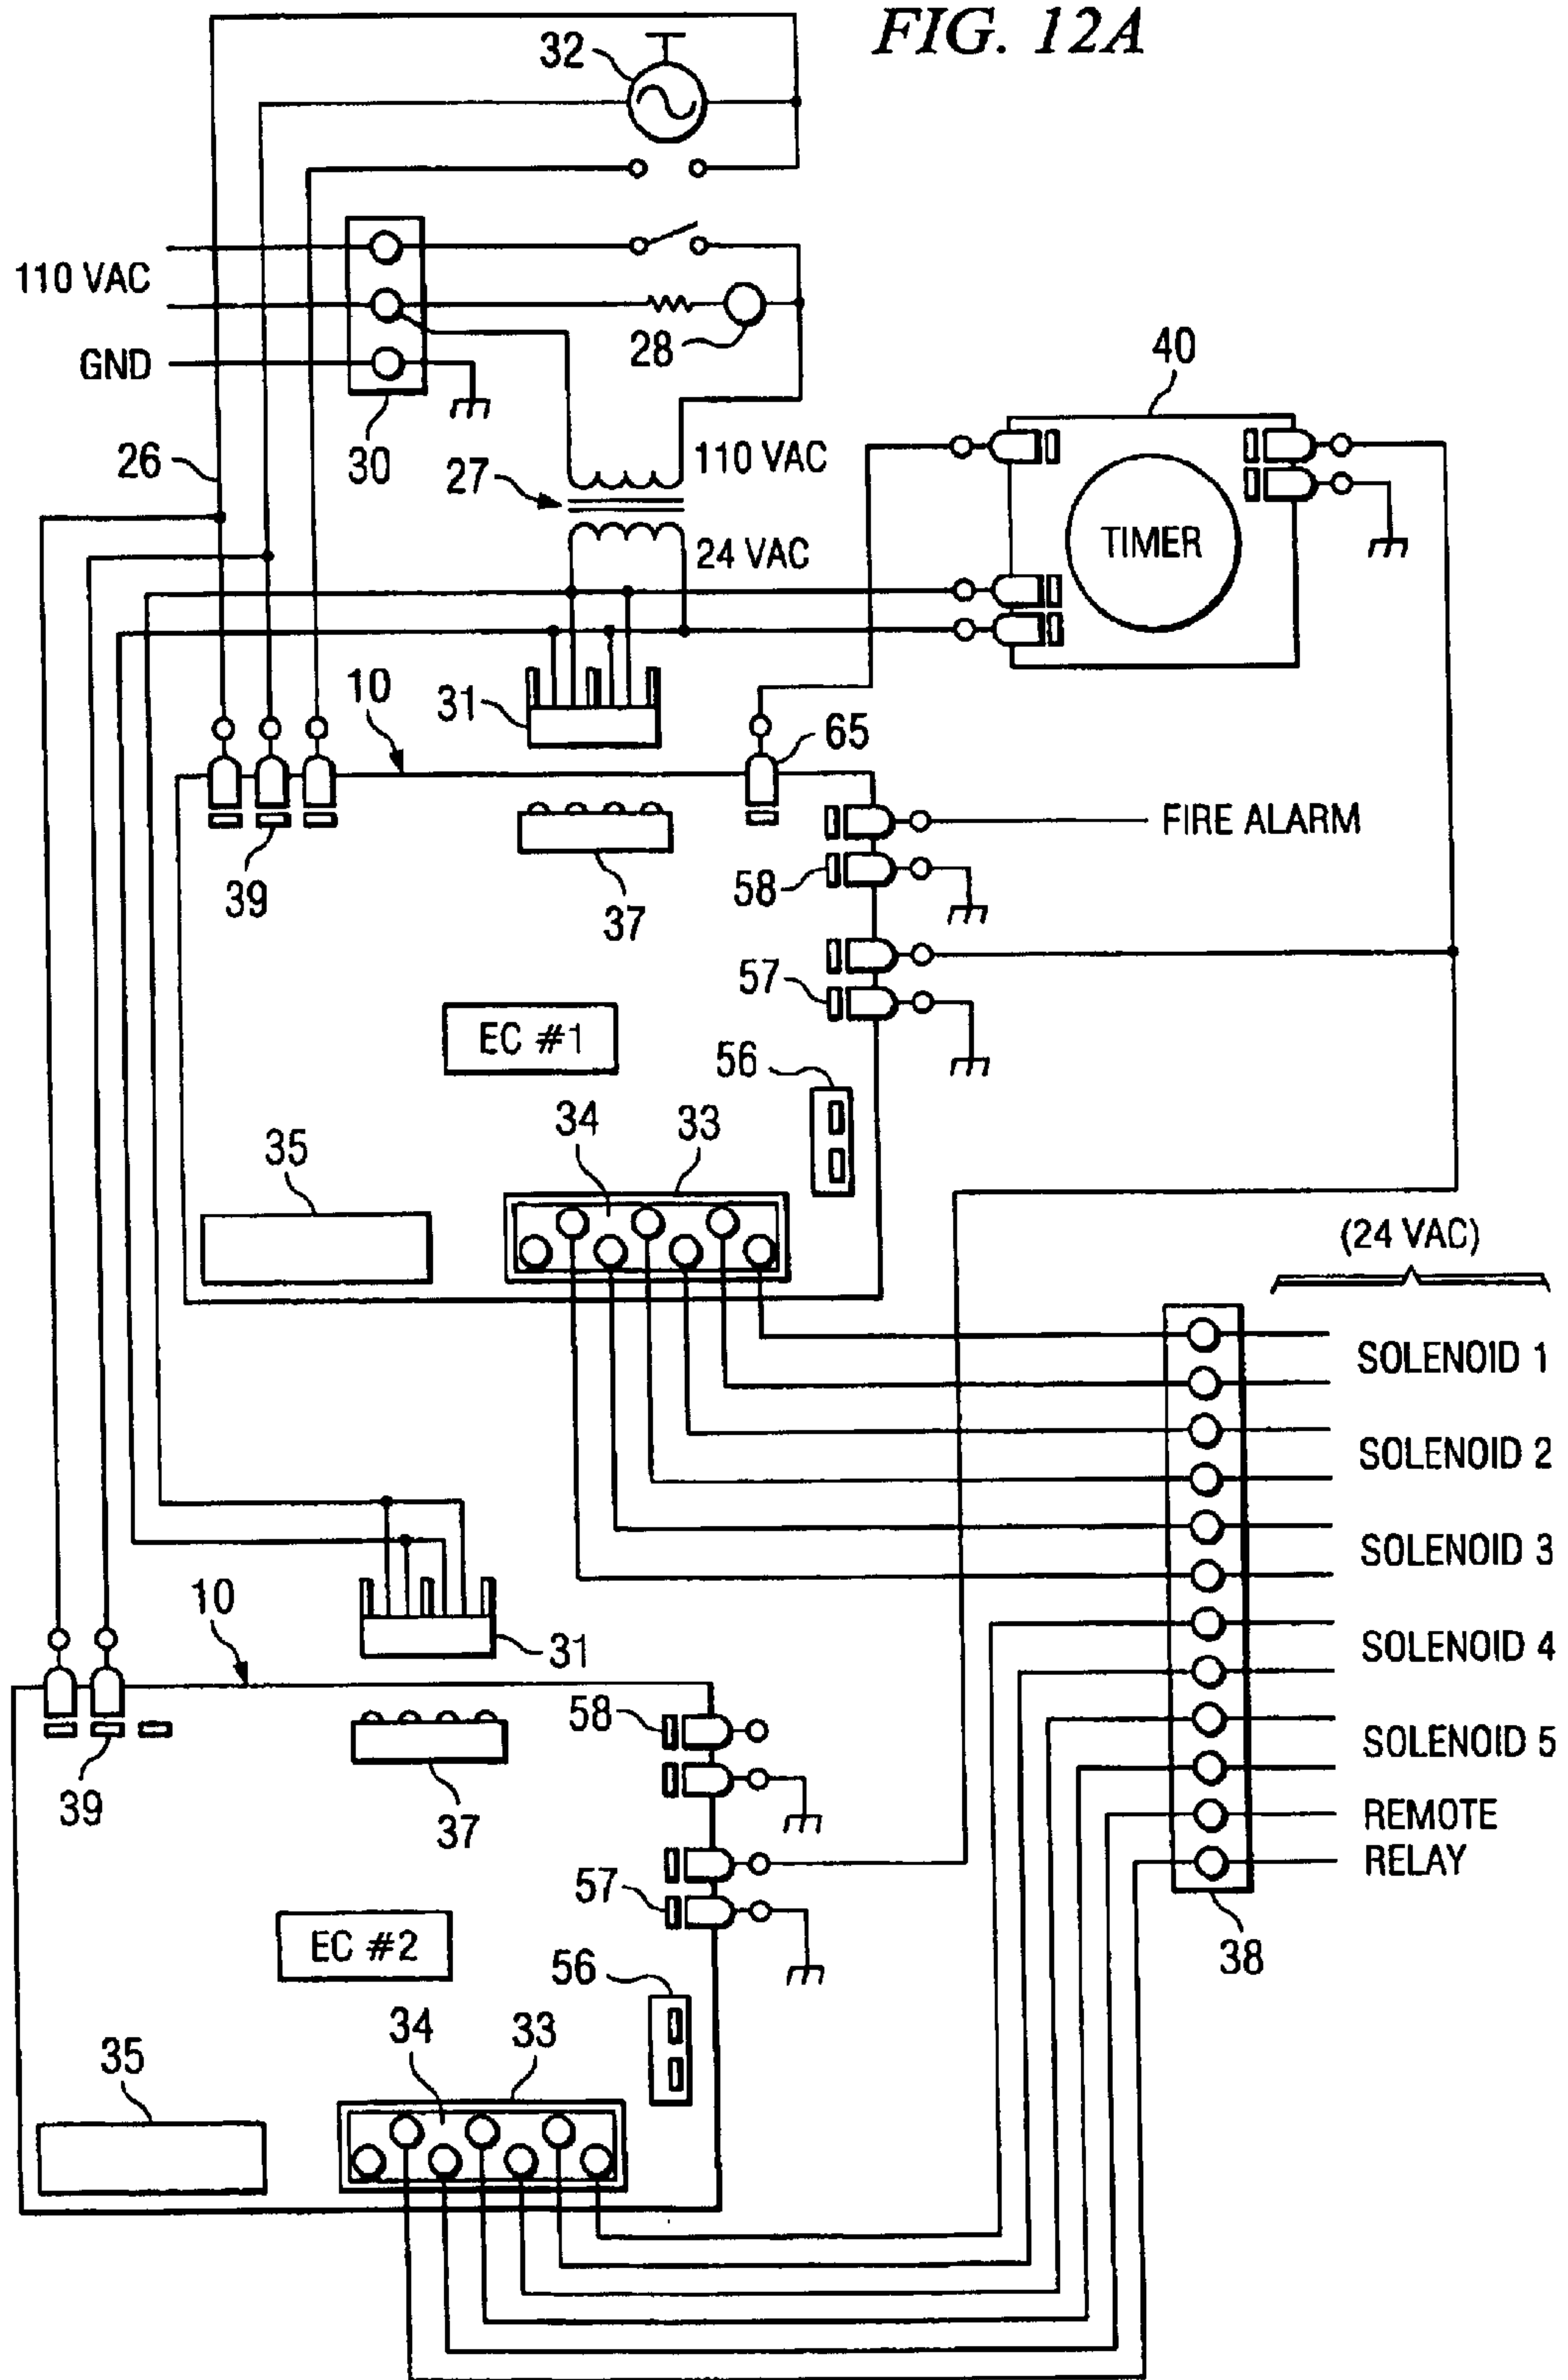 FIG. 12A
32
110 VAC
28
GND
40
30
26
27
110 VAC
24 VAC
TIMER
10
31
65
FIRE ALARM
39
37
58
57
EC #1
56
34
33
35
(24 VAC)
SOLENOID 1
SOLENOID 2
SOLENOID 3
SOLENOID 4
SOLENOID 5
REMOTE
RELAY
38
10
31
58
39
37
57
EC #2
56
34
33
35